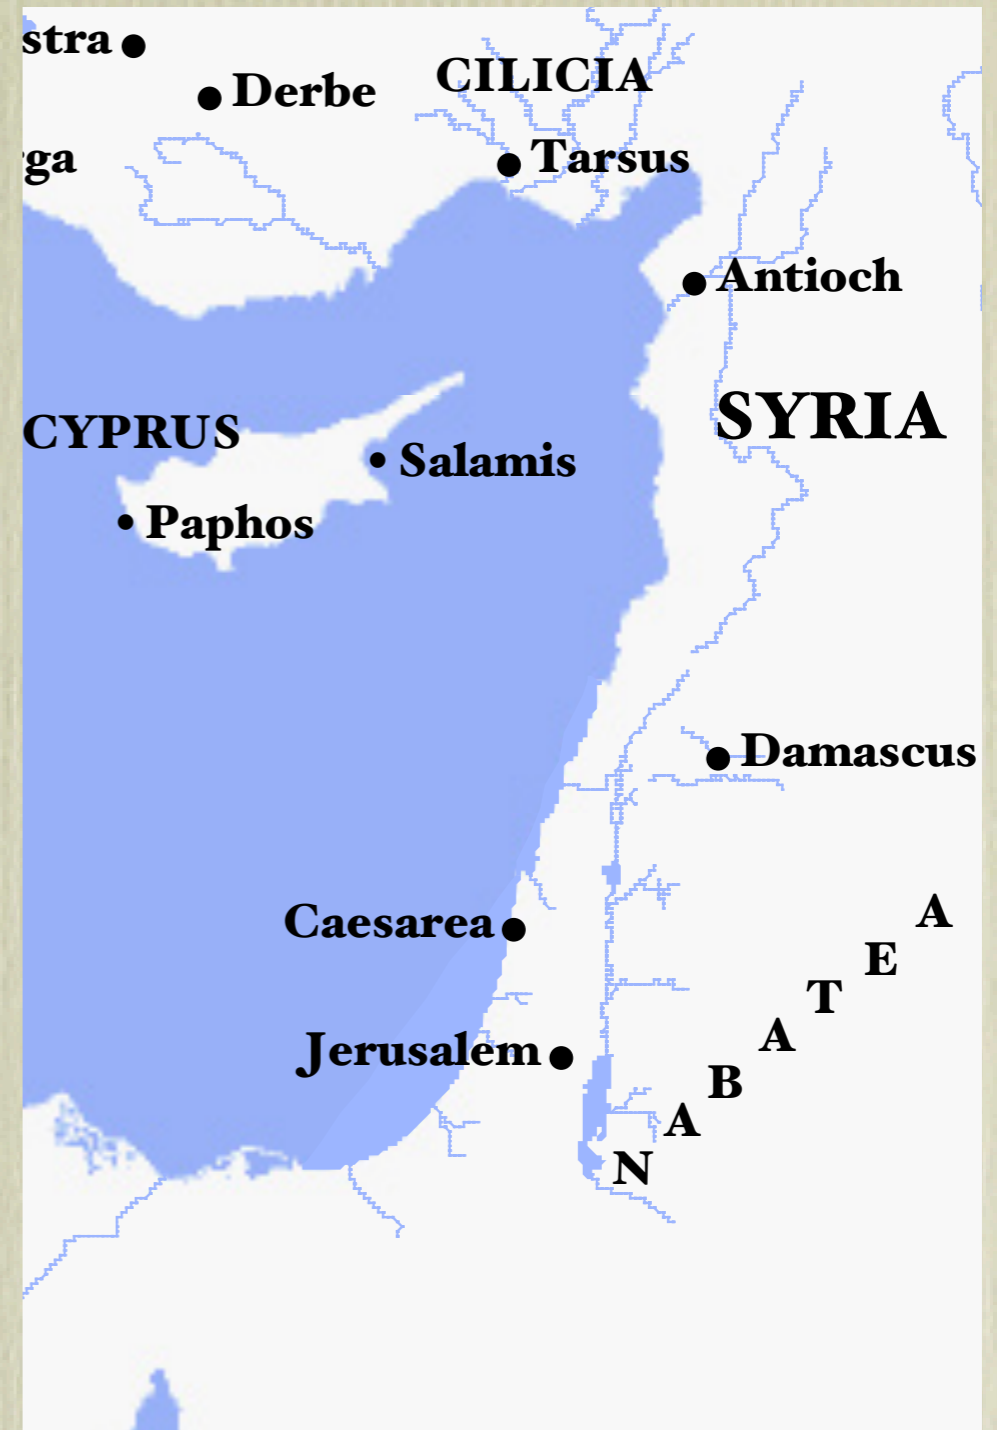 stra
Derbe
CILICIA
ga
Tarsus
Antioch
SYRIA
CYPRUS
Salamis
Paphos
Damascus
Caesarea
Jerusalem
NABATEA